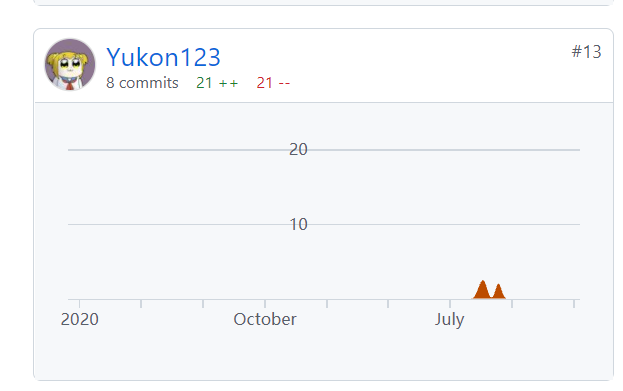 Yukon123
#13
8 commits 21 ++ 21 --
20
10
2020 October July